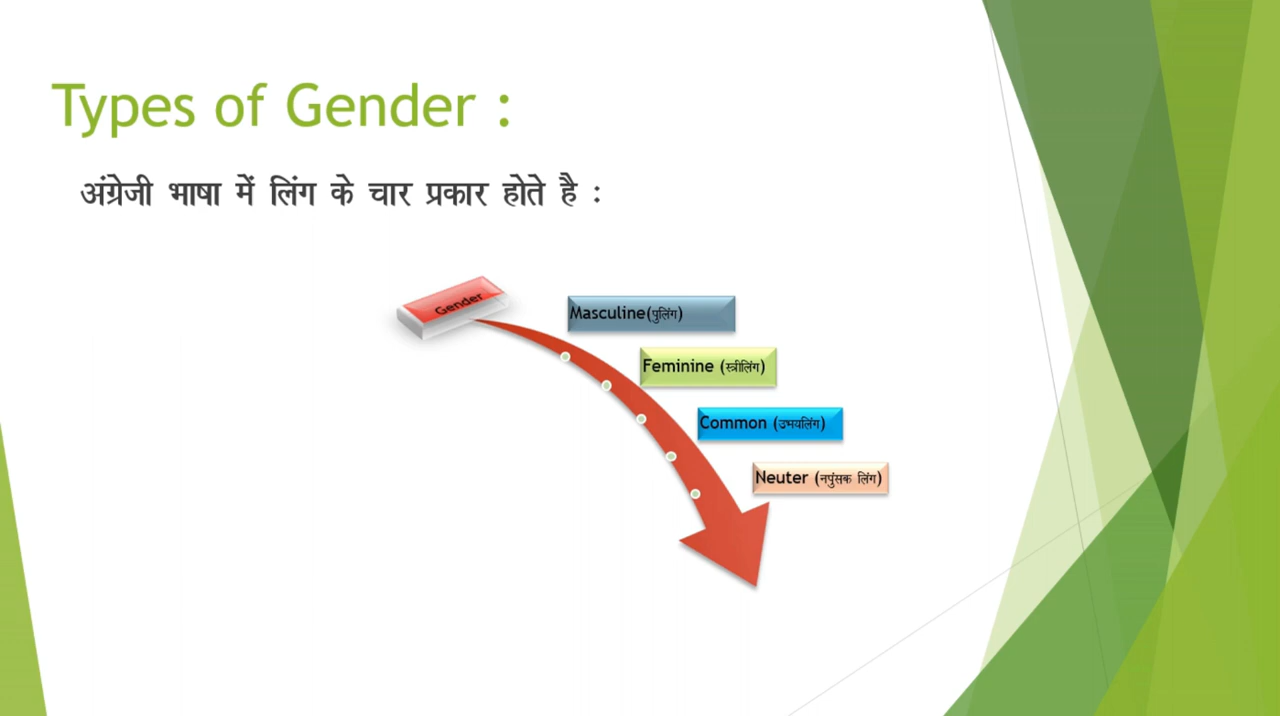 Types of Gender :
अंग्रेजी भाषा में लिंग के चार प्रकार होते है :
Gender
Masculine(पुलिंग)
Feminine (स्त्रीलिंग)
Common (उभयलिंग)
Neuter (नपुंसक लिंग)